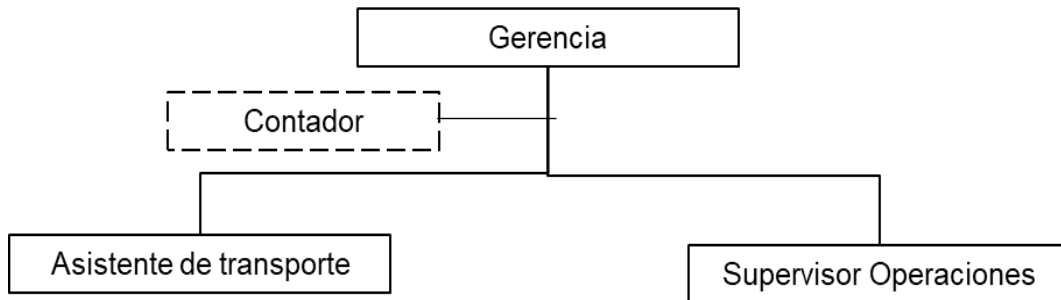 Gerencia
Contador
Asistente de transporte
Supervisor Operaciones